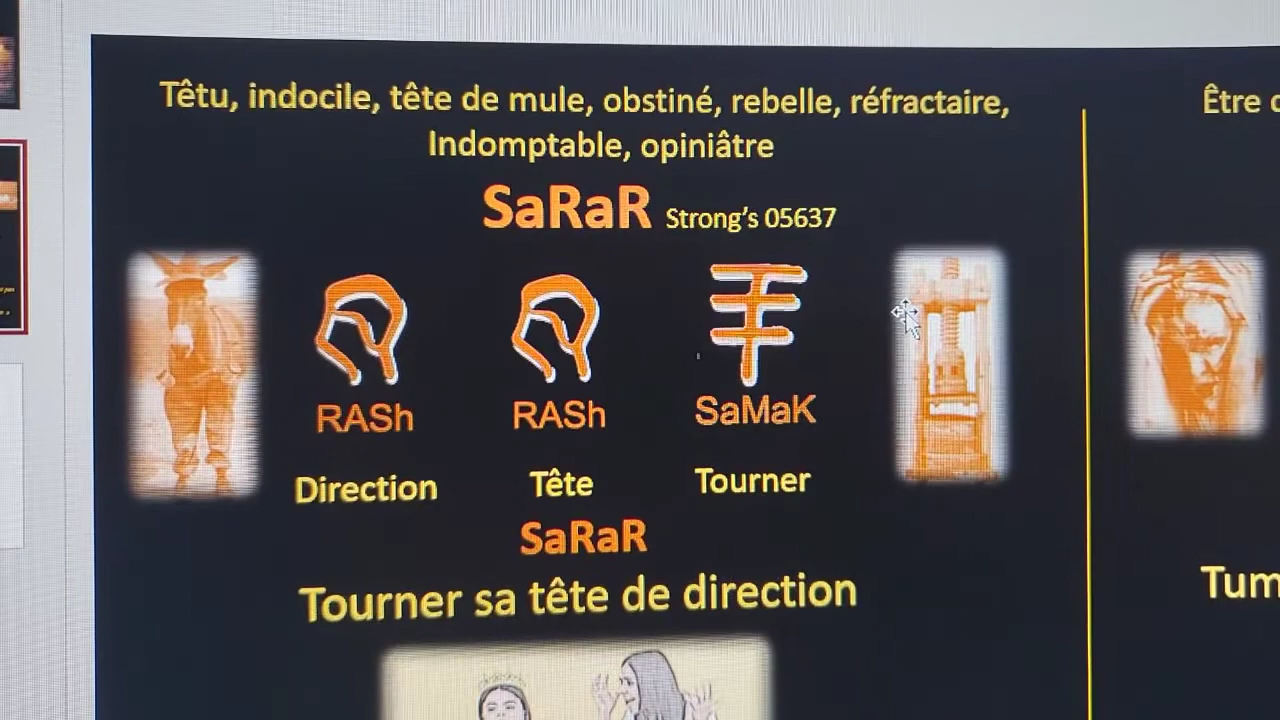 Têtu, indocile, tête de mule, obstiné, rebelle, réfractaire,
Indomptable, opiniâtre
SaRaR Strong's 05637
RASh RASh SaMaK
Direction Tête Tourner
SaRaR
Tourner sa tête de direction
Être